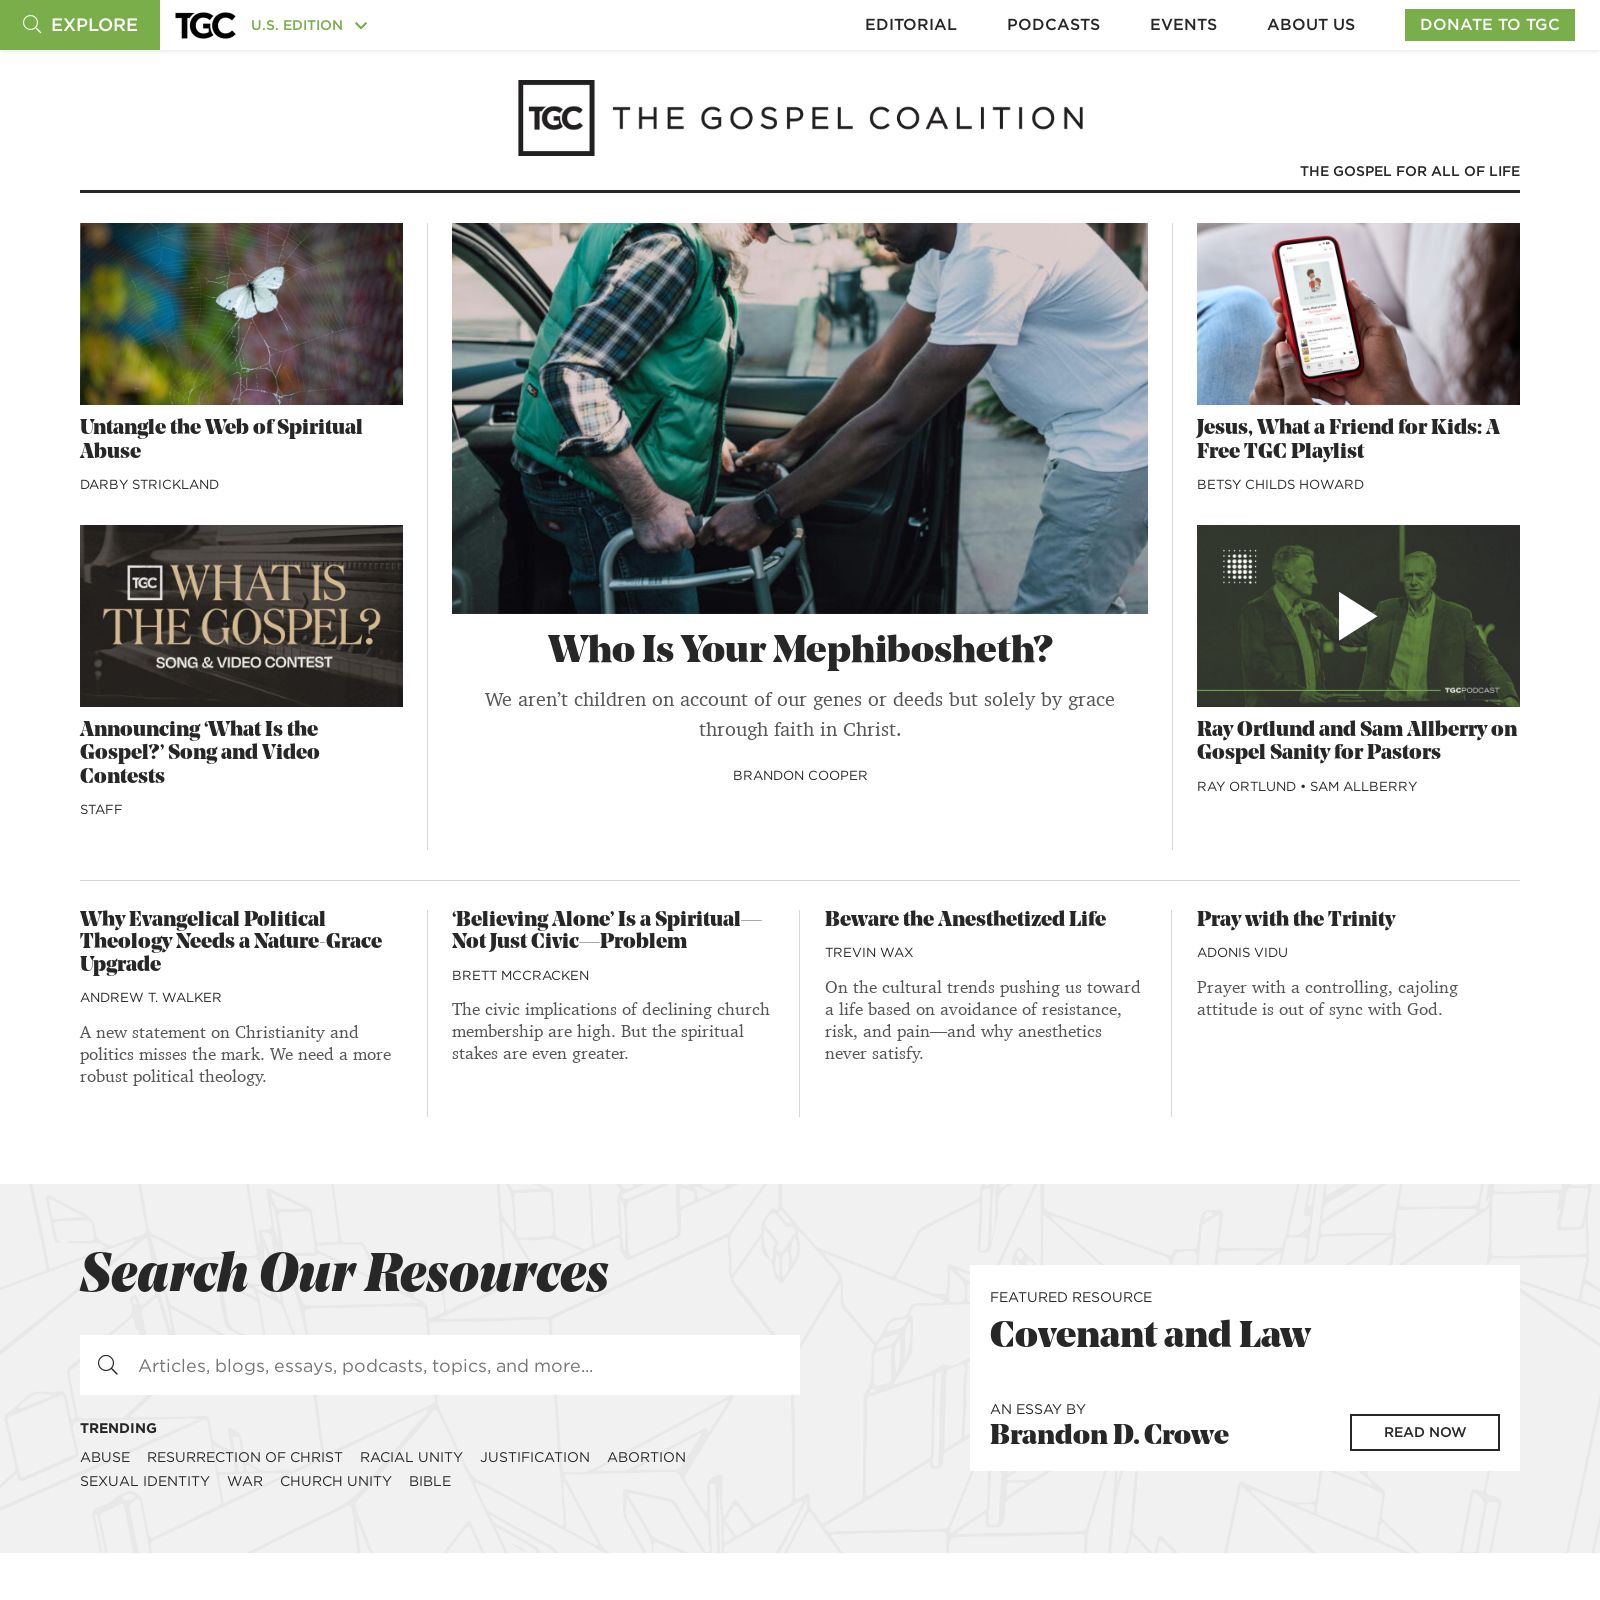 EXPLORE
TGC
U.S. EDITION
EDITORIAL
PODCASTS
EVENTS
ABOUT US
DONATE TO TGC
TGC THE GOSPEL COALITION
THE GOSPEL FOR ALL OF LIFE
Untangle the Web of Spiritual
Abuse
DARBY STRICKLAND
TGC WHAT IS
THE GOSPEL?
SONG & VIDEO CONTEST
Announcing ‘What Is the
Gospel?’ Song and Video
Contests
STAFF
Who Is Your Mephibosheth?
We aren’t children on account of our genes or deeds but solely by grace
through faith in Christ.
BRANDON COOPER
Jesus, What a Friend for Kids: A
Free TGC Playlist
BETSY CHILDS HOWARD
TGCPODCAST
Ray Ortlund and Sam Allberry on
Gospel Sanity for Pastors
RAY ORTLUND • SAM ALLBERRY
Why Evangelical Political
Theology Needs a Nature-Grace
Upgrade
ANDREW T. WALKER
A new statement on Christianity and
politics misses the mark. We need a more
robust political theology.
‘Believing Alone’ Is a Spiritual—
Not Just Civic—Problem
BRETT MCCRACKEN
The civic implications of declining church
membership are high. But the spiritual
stakes are even greater.
Beware the Anesthetized Life
TREVIN WAX
On the cultural trends pushing us toward
a life based on avoidance of resistance,
risk, and pain—and why anesthetics
never satisfy.
Pray with the Trinity
ADONIS VIDU
Prayer with a controlling, cajoling
attitude is out of sync with God.
Search Our Resources
Articles, blogs, essays, podcasts, topics, and more...
TRENDING
ABUSE RESURRECTION OF CHRIST RACIAL UNITY JUSTIFICATION ABORTION
SEXUAL IDENTITY WAR CHURCH UNITY BIBLE
FEATURED RESOURCE
Covenant and Law
AN ESSAY BY
Brandon D. Crowe
READ NOW